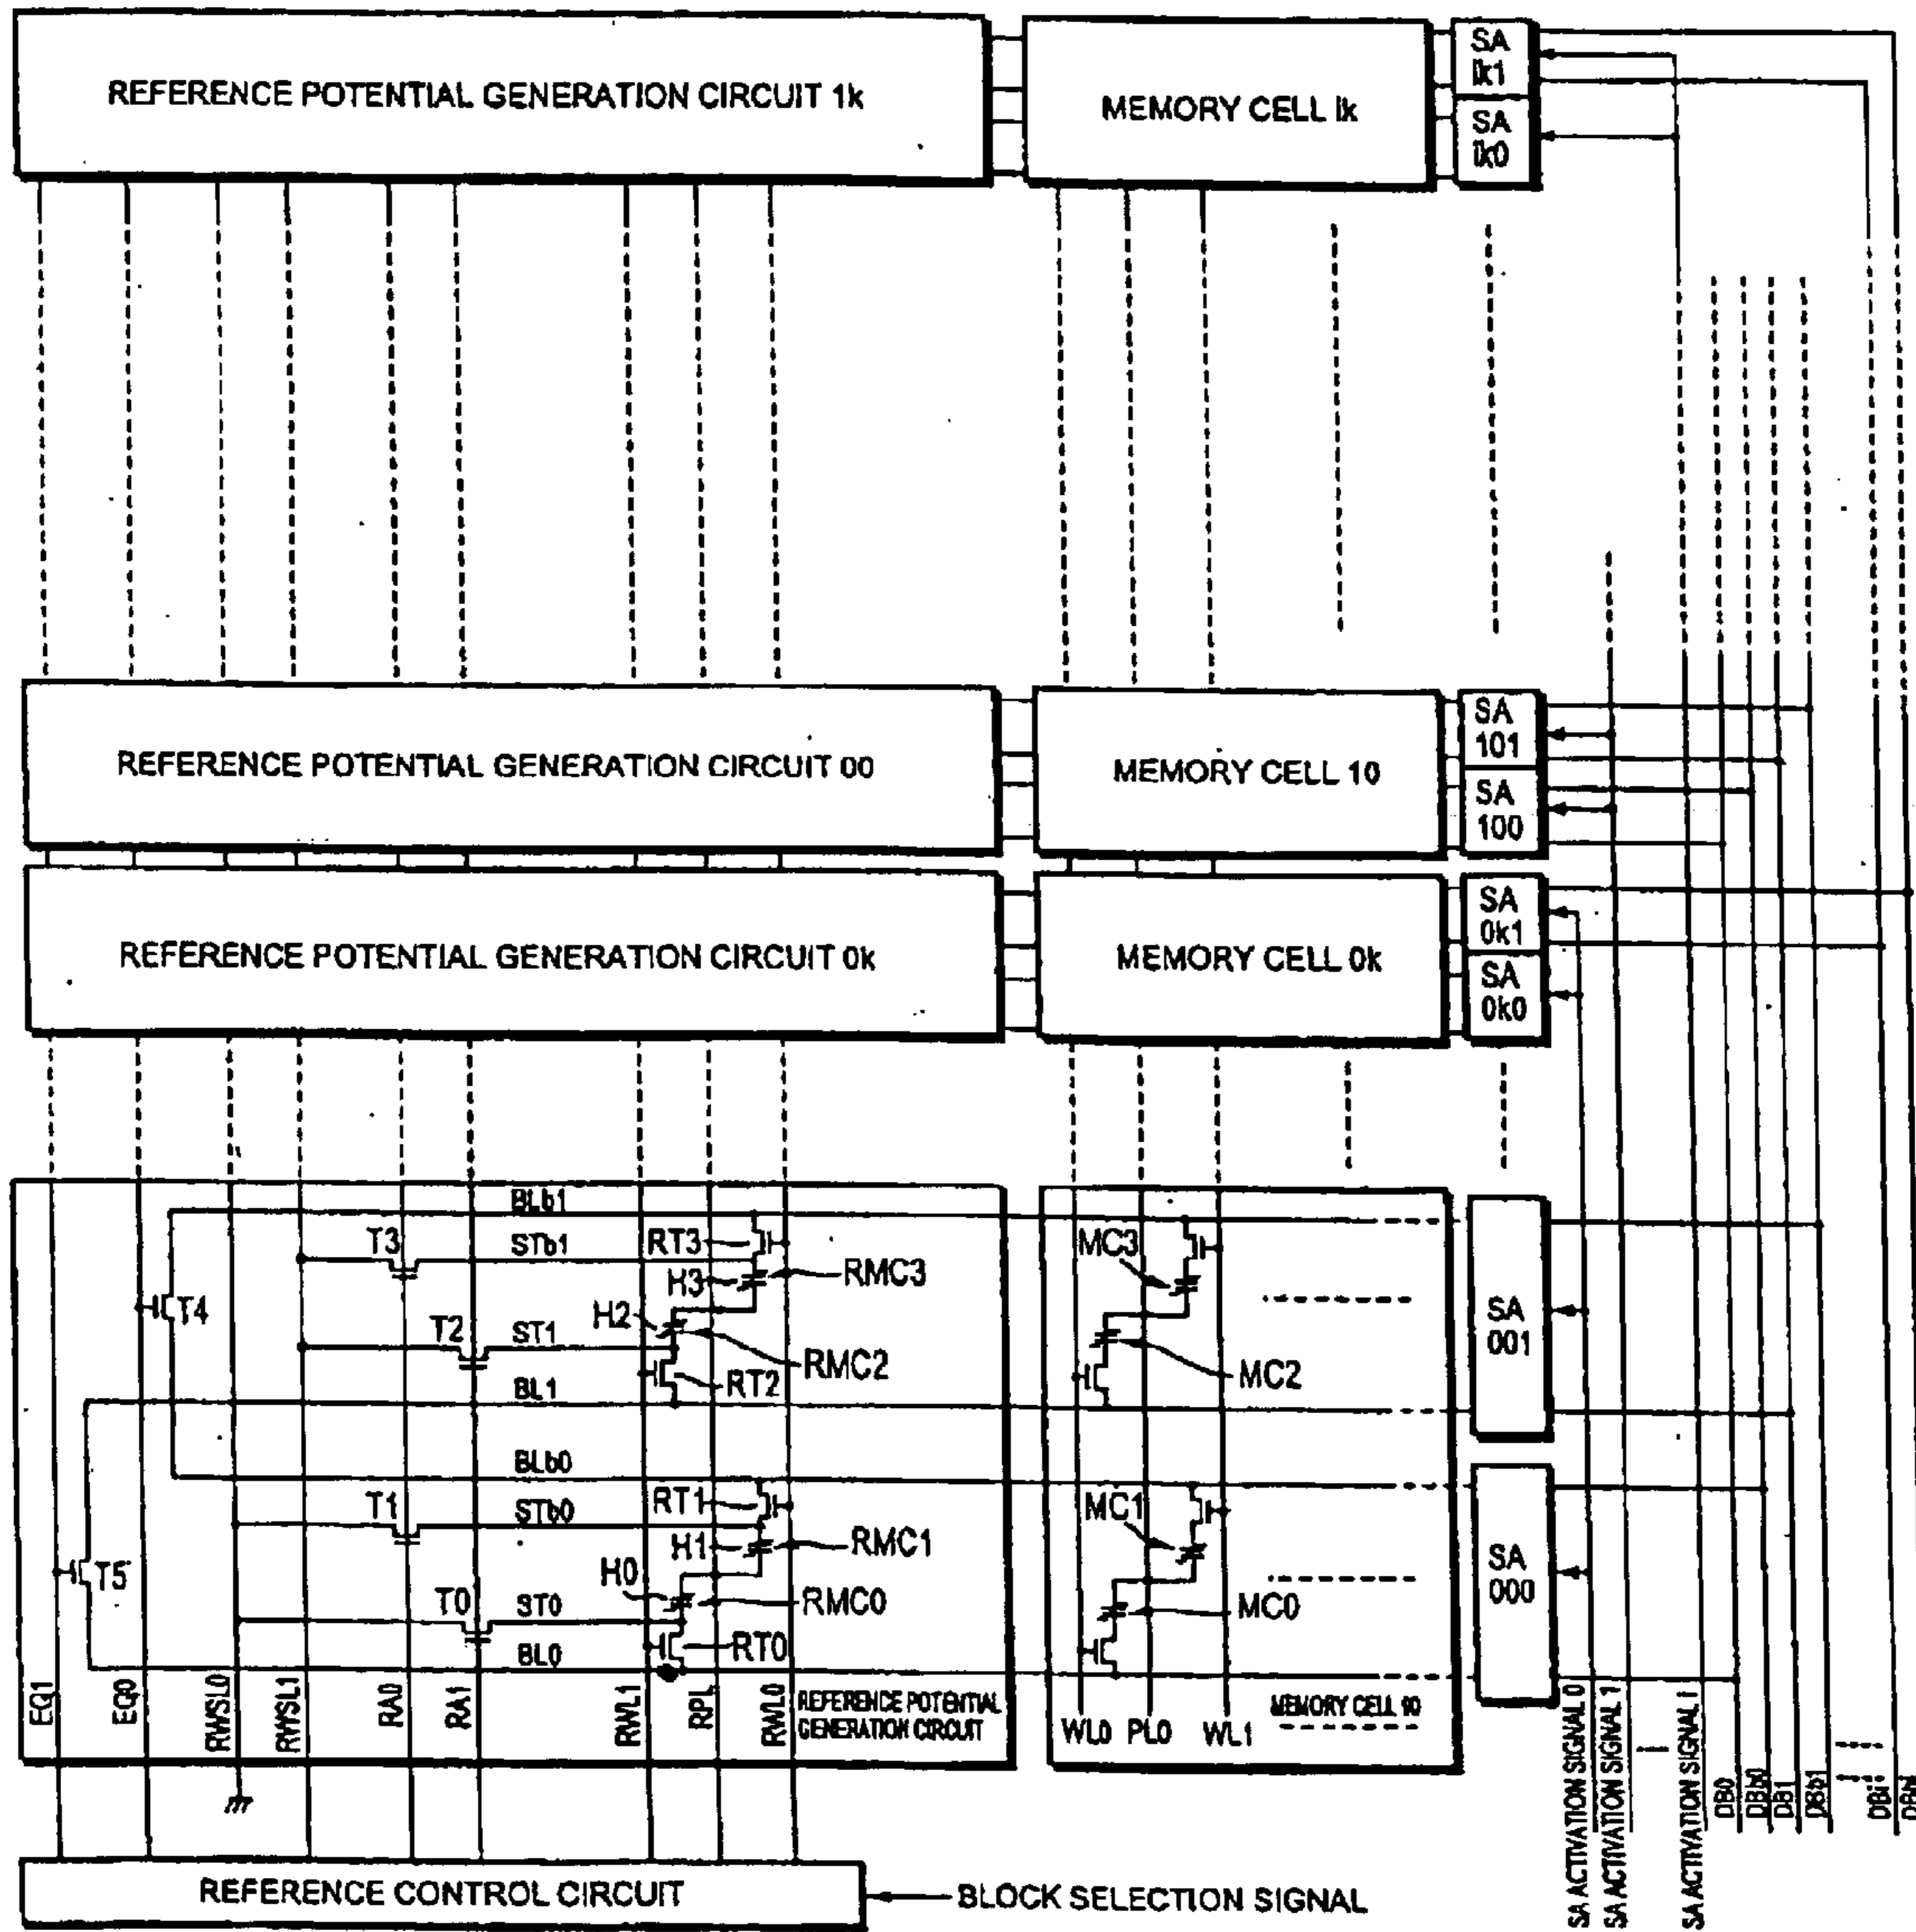 REFERENCE POTENTIAL GENERATION CIRCUIT 1k
MEMORY CELL lk
SA
lk1
SA
lk0
REFERENCE POTENTIAL GENERATION CIRCUIT 00
MEMORY CELL 10
SA
101
SA
100
REFERENCE POTENTIAL GENERATION CIRCUIT 0k
MEMORY CELL 0k
SA
0k1
SA
0k0
BLb1
T3
STb1
RT3
RMC3
H3
T4
H2
T2
ST1
RMC2
RT2
BL1
BLb0
T1
STb0
RT1
RMC1
H1
T5
H0
T0
ST0
RMC0
RT0
BL0
EQ1
EQ0
RWSL0
RWSL1
RA0
RA1
RWL1
RPL
RWL0
REFERENCE POTENTIAL
GENERATION CIRCUIT
MC3
MC2
MC1
MC0
WL0
PL0
WL1
MEMORY CELL
SA
001
SA
000
SA ACTIVATION SIGNAL 0
SA ACTIVATION SIGNAL 1
SA ACTIVATION SIGNAL i
DB0
DBb0
DB1
DBb1
DBi
REFERENCE CONTROL CIRCUIT
BLOCK SELECTION SIGNAL